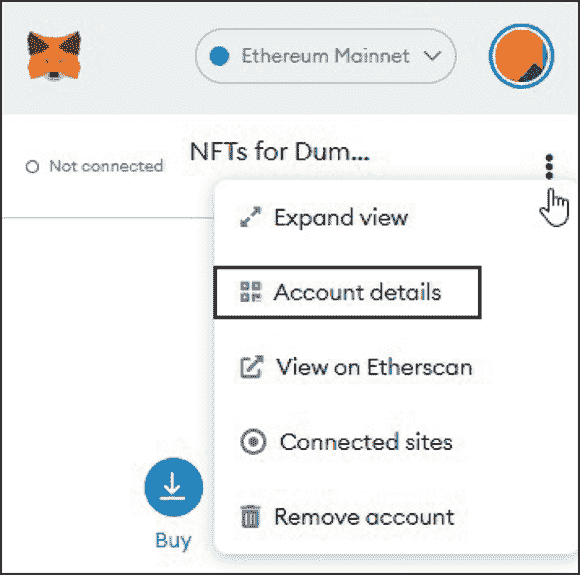 Ethereum Mainnet
Not connected
NFTs for Dum...
Expand view
Account details
View on Etherscan
Connected sites
Remove account
Buy